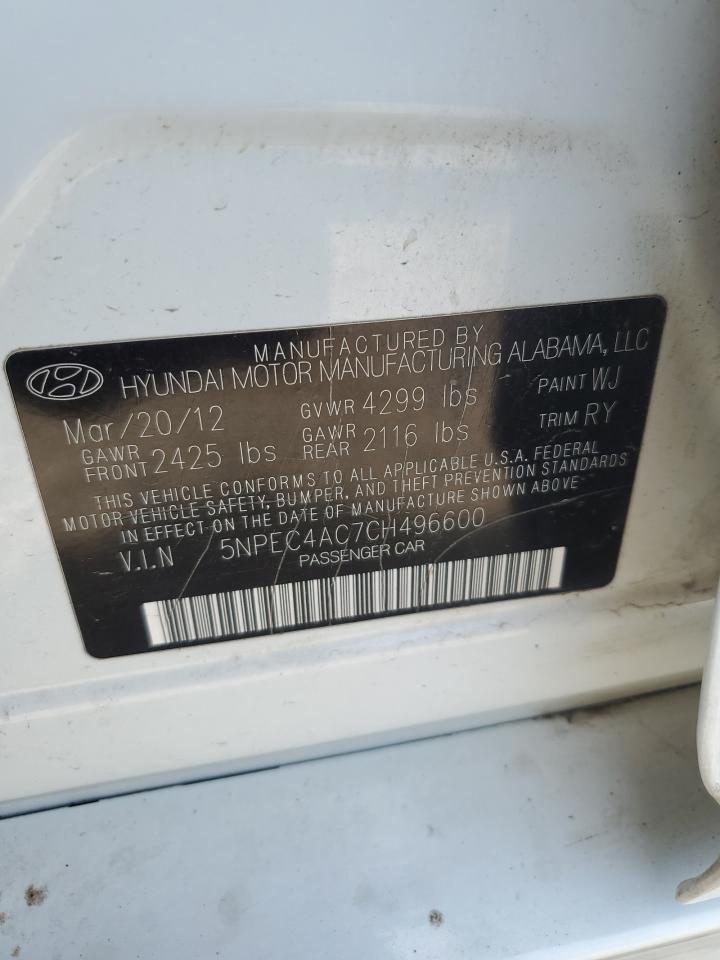 MANUFACTURED BY
HYUNDAI MOTOR MANUFACTURING ALABAMA, LLC
Mar/20/12 GVWR 4299 lbs PAINT WJ
GAWR FRONT 2425 lbs GAWR REAR 2116 lbs TRIM RY
THIS VEHICLE CONFORMS TO ALL APPLICABLE U.S.A. FEDERAL
MOTOR VEHICLE SAFETY, BUMPER, AND THEFT PREVENTION STANDARDS
IN EFFECT ON THE DATE OF MANUFACTURE SHOWN ABOVE
V.I.N 5NPEC4AC7CH496600
PASSENGER CAR